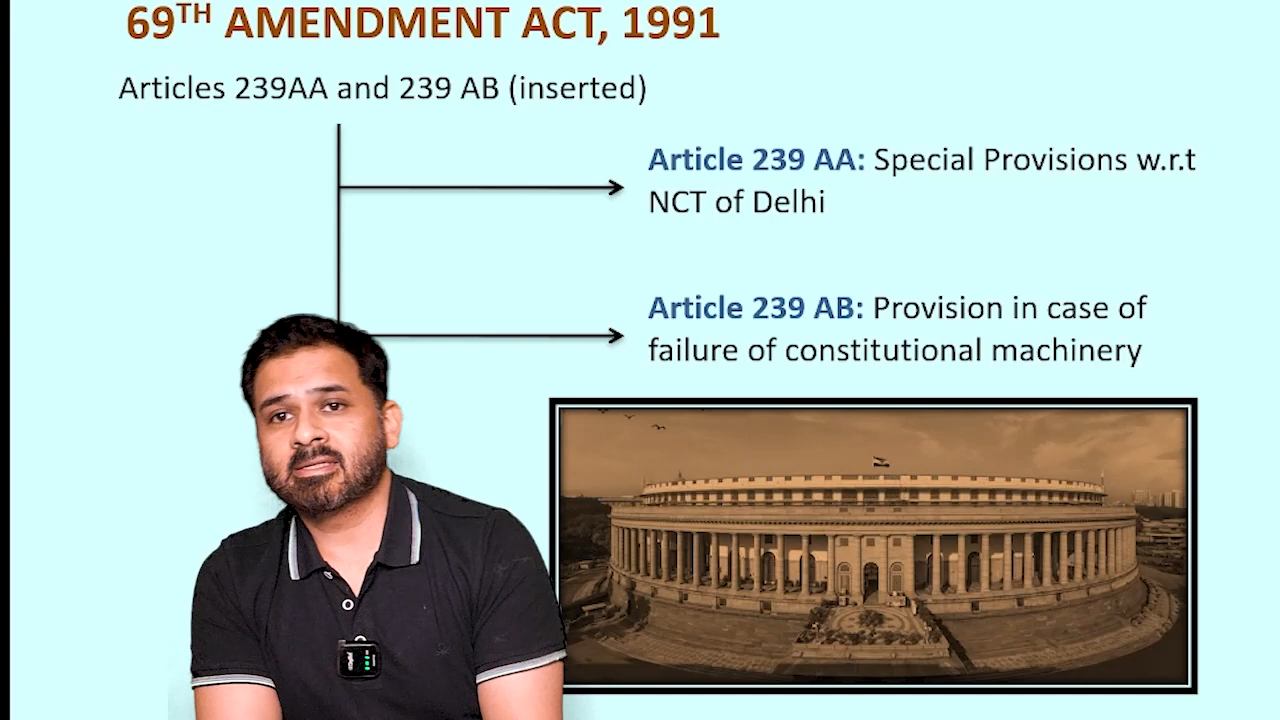 69TH AMENDMENT ACT, 1991
Articles 239AA and 239 AB (inserted)
Article 239 AA: Special Provisions w.r.t
NCT of Delhi
Article 239 AB: Provision in case of
failure of constitutional machinery